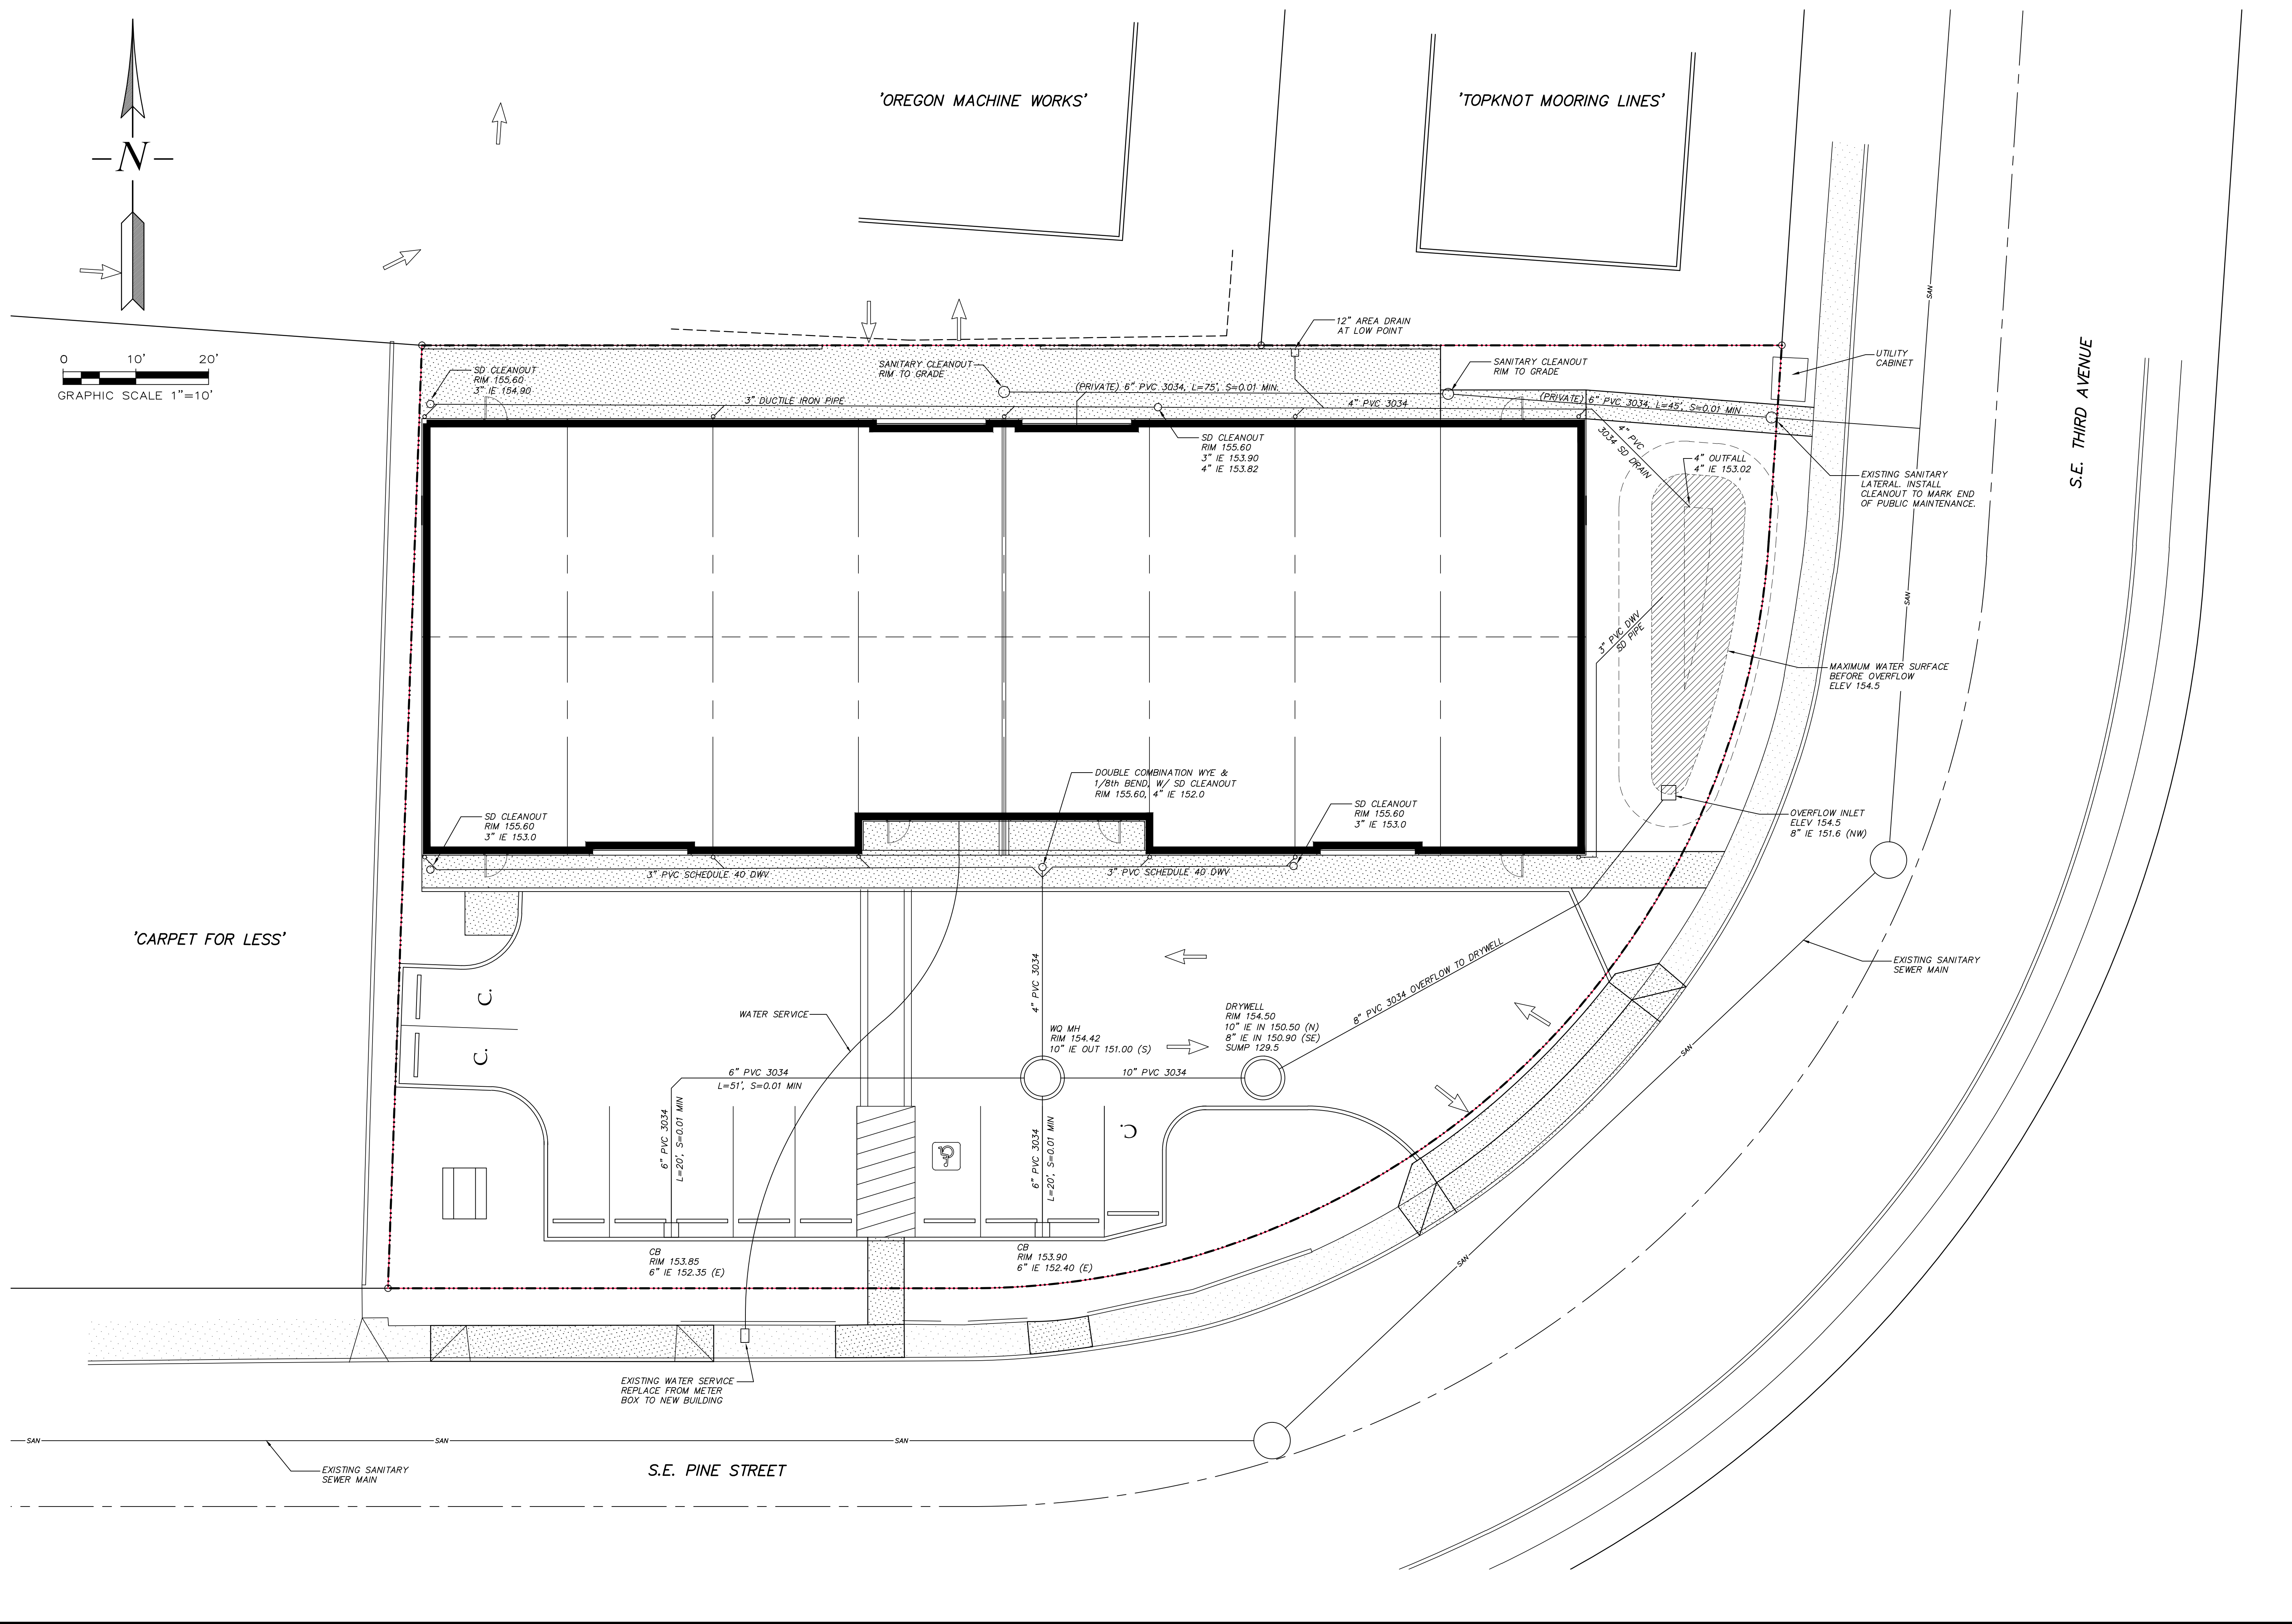 'OREGON MACHINE WORKS'
'TOPKNOT MOORING LINES'
N
0 10' 20'
GRAPHIC SCALE 1"=10'
12" AREA DRAIN
AT LOW POINT
SD CLEANOUT
RIM 155.60
3" IE 154.90
SANITARY CLEANOUT
RIM TO GRADE
SANITARY CLEANOUT
RIM TO GRADE
UTILITY
CABINET
(PRIVATE) 6" PVC 3034, L=75', S=0.01 MIN.
3" DUCTILE IRON PIPE
4" PVC 3034
(PRIVATE) 6" PVC 3034, L=45', S=0.01 MIN
SD CLEANOUT
RIM 155.60
3" IE 153.90
4" IE 153.82
4" PVC
3034 SD DRAIN
4" OUTFALL
4" IE 153.02
EXISTING SANITARY
LATERAL. INSTALL
CLEANOUT TO MARK END
OF PUBLIC MAINTENANCE.
S.E. THIRD AVENUE
SAN
SAN
3" PVC DWV
SD PIPE
MAXIMUM WATER SURFACE
BEFORE OVERFLOW
ELEV 154.5
DOUBLE COMBINATION WYE &
1/8th BEND, W/ SD CLEANOUT
RIM 155.60, 4" IE 152.0
SD CLEANOUT
RIM 155.60
3" IE 153.0
SD CLEANOUT
RIM 155.60
3" IE 153.0
OVERFLOW INLET
ELEV 154.5
8" IE 151.6 (NW)
3" PVC SCHEDULE 40 DWV
3" PVC SCHEDULE 40 DWV
'CARPET FOR LESS'
C.
C.
C.
4" PVC 3034
8" PVC 3034 OVERFLOW TO DRYWELL
EXISTING SANITARY
SEWER MAIN
WATER SERVICE
WQ MH
RIM 154.42
10" IE OUT 151.00 (S)
DRYWELL
RIM 154.50
10" IE IN 150.50 (N)
8" IE IN 150.90 (SE)
SUMP 129.5
6" PVC 3034
L=51', S=0.01 MIN
10" PVC 3034
6" PVC 3034
L=20', S=0.01 MIN
6" PVC 3034
L=20', S=0.01 MIN
SAN
SAN
CB
RIM 153.85
6" IE 152.35 (E)
CB
RIM 153.90
6" IE 152.40 (E)
EXISTING WATER SERVICE
REPLACE FROM METER
BOX TO NEW BUILDING
SAN
SAN
SAN
EXISTING SANITARY
SEWER MAIN
S.E. PINE STREET